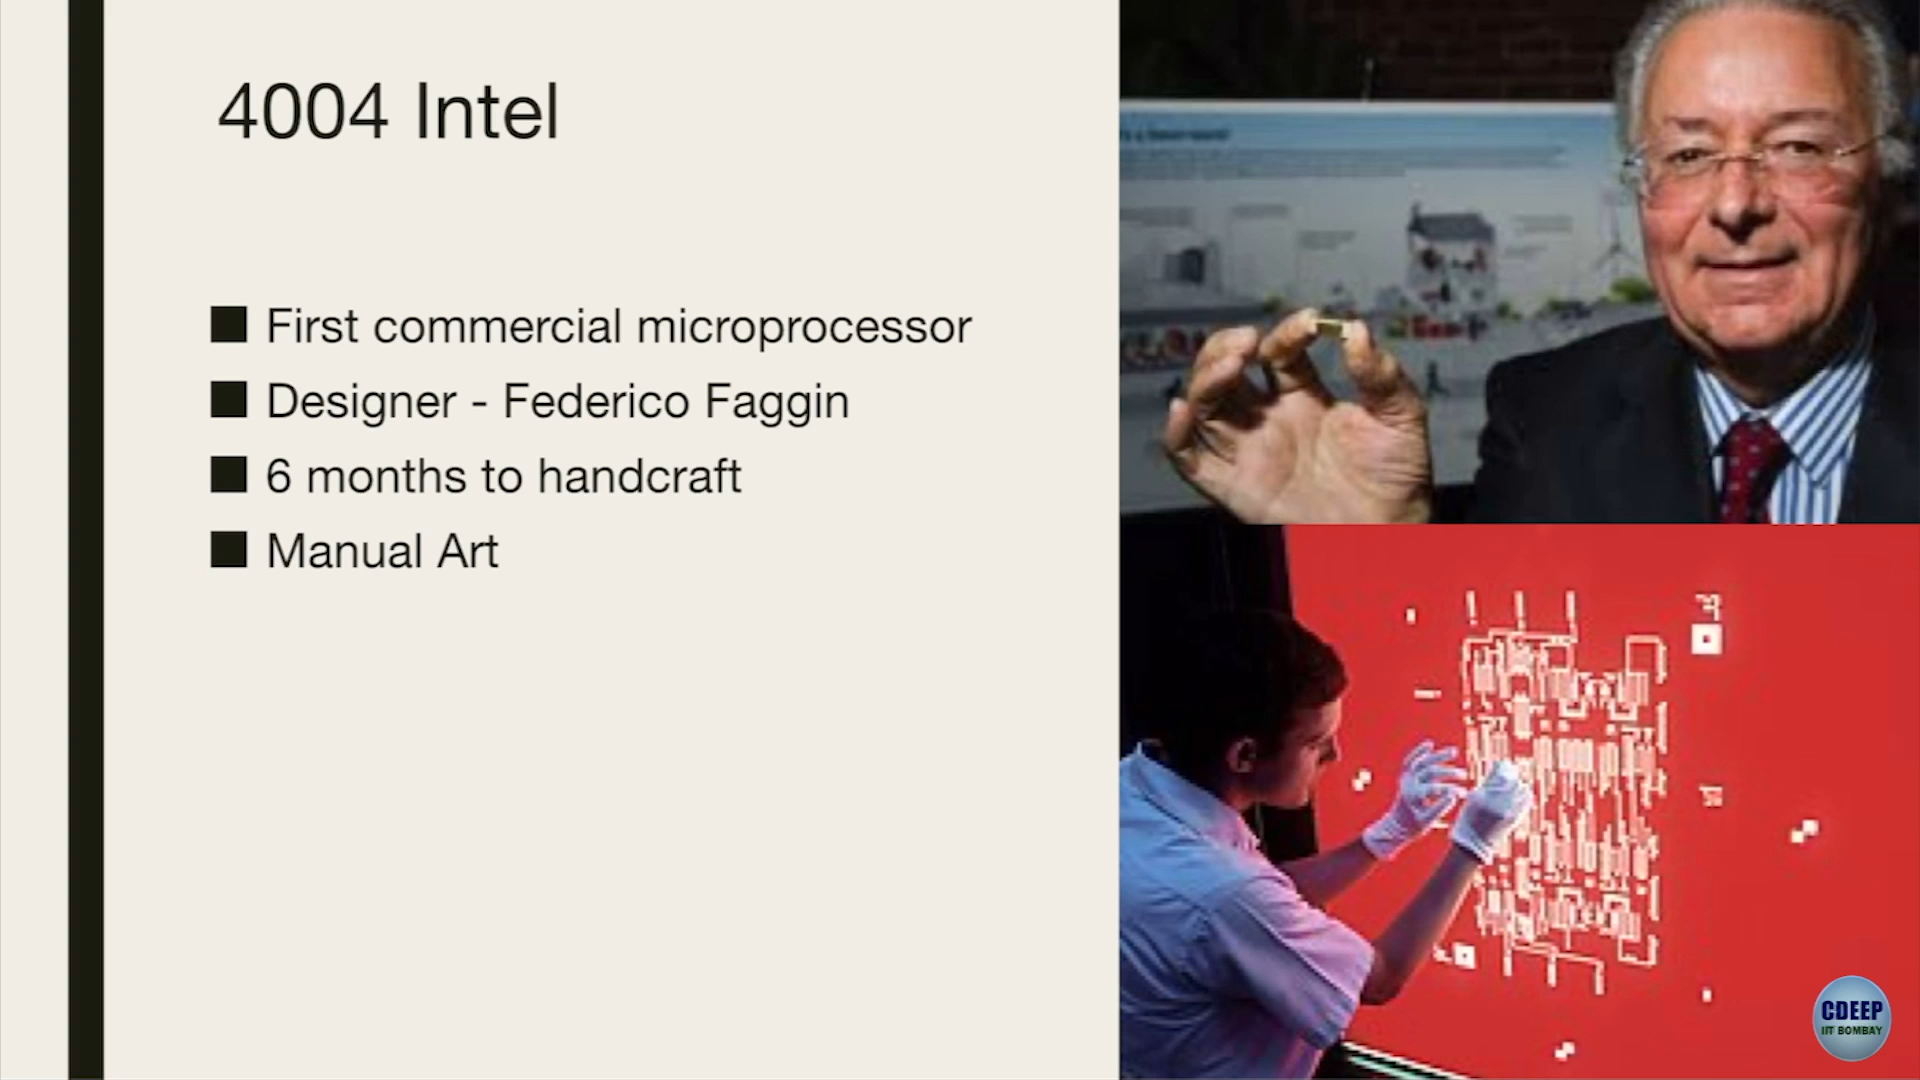 4004 Intel
First commercial microprocessor
Designer - Federico Faggin
6 months to handcraft
Manual Art
CDEEP
IIT BOMBAY